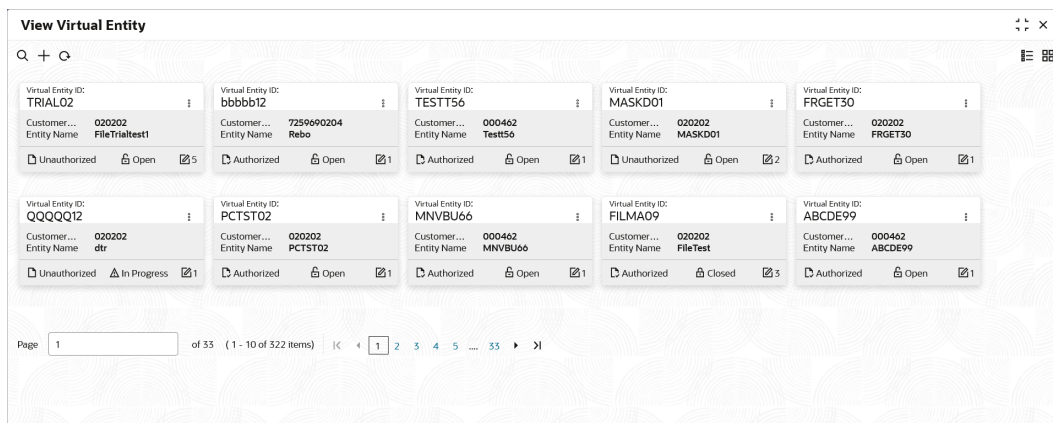 View Virtual Entity
Virtual Entity ID: Virtual Entity ID: Virtual Entity ID: Virtual Entity ID: Virtual Entity ID:
TRIAL02 bbbbb12 TESTT56 MASKD01 FRGET30
Customer... 020202 Customer... 7259690204 Customer... 000462 Customer... 020202 Customer... 020202
Entity Name FileTrialtest1 Entity Name Rebo Entity Name Testt56 Entity Name MASKD01 Entity Name FRGET30
Unauthorized Open 5 Authorized Open 1 Authorized Open 1 Unauthorized Open 2 Authorized Open 1
Virtual Entity ID: Virtual Entity ID: Virtual Entity ID: Virtual Entity ID: Virtual Entity ID:
QQQQQ12 PCTST02 MNVBU66 FILMA09 ABCDE99
Customer... 020202 Customer... 020202 Customer... 000462 Customer... 020202 Customer... 000462
Entity Name dtr Entity Name PCTST02 Entity Name MNVBU66 Entity Name FileTest Entity Name ABCDE99
Unauthorized In Progress 1 Authorized Open 1 Authorized Open 1 Authorized Closed 3 Authorized Open 1
Page 1 of 33 (1 - 10 of 322 items) 1 2 3 4 5 .... 33